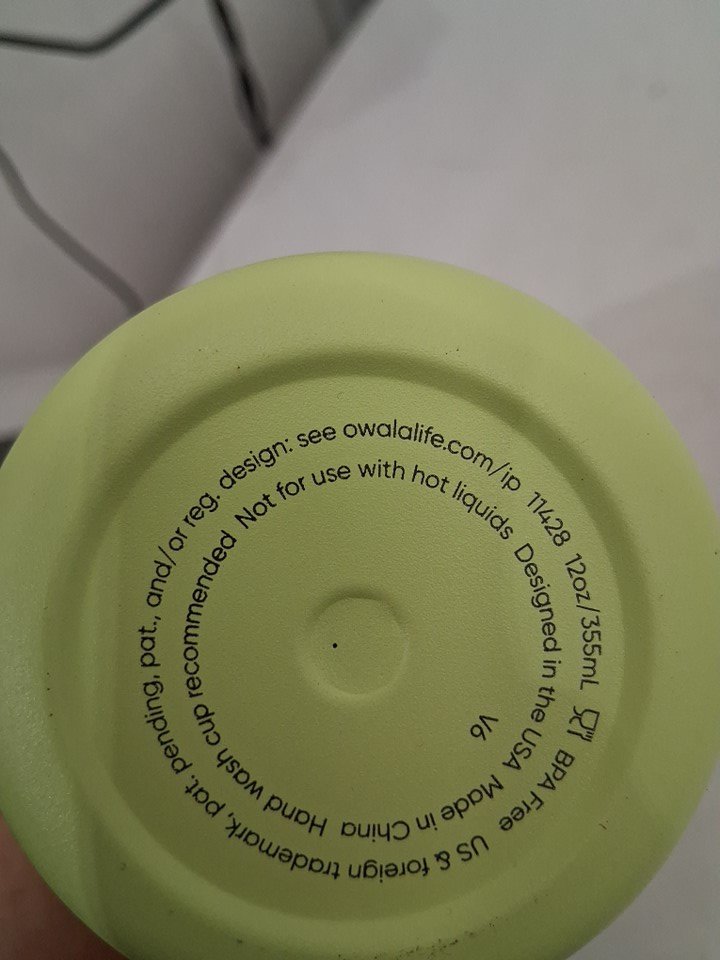 US & foreign trademark, pat. pending, pat., and/or reg. design: see owalalife.com/ip 11428 12oz/355mL BPA Free
Hand wash cup recommended Not for use with hot liquids Designed in the USA Made in China
V6